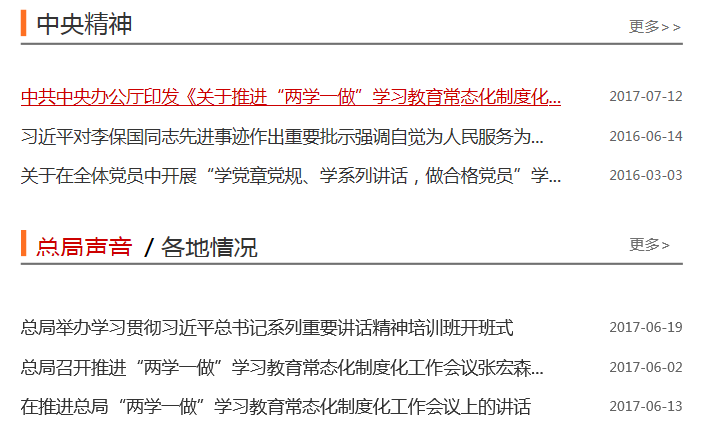 中央精神 更多>>
中共中央办公厅印发《关于推进“两学一做”学习教育常态化制度化... 2017-07-12
习近平对李保国同志先进事迹作出重要批示强调自觉为人民服务为... 2016-06-14
关于在全体党员中开展“学党章党规、学系列讲话，做合格党员”学... 2016-03-03
总局声音 / 各地情况 更多>
总局举办学习贯彻习近平总书记系列重要讲话精神培训班开班式 2017-06-19
总局召开推进“两学一做”学习教育常态化制度化工作会议张宏森... 2017-06-02
在推进总局“两学一做”学习教育常态化制度化工作会议上的讲话 2017-06-13